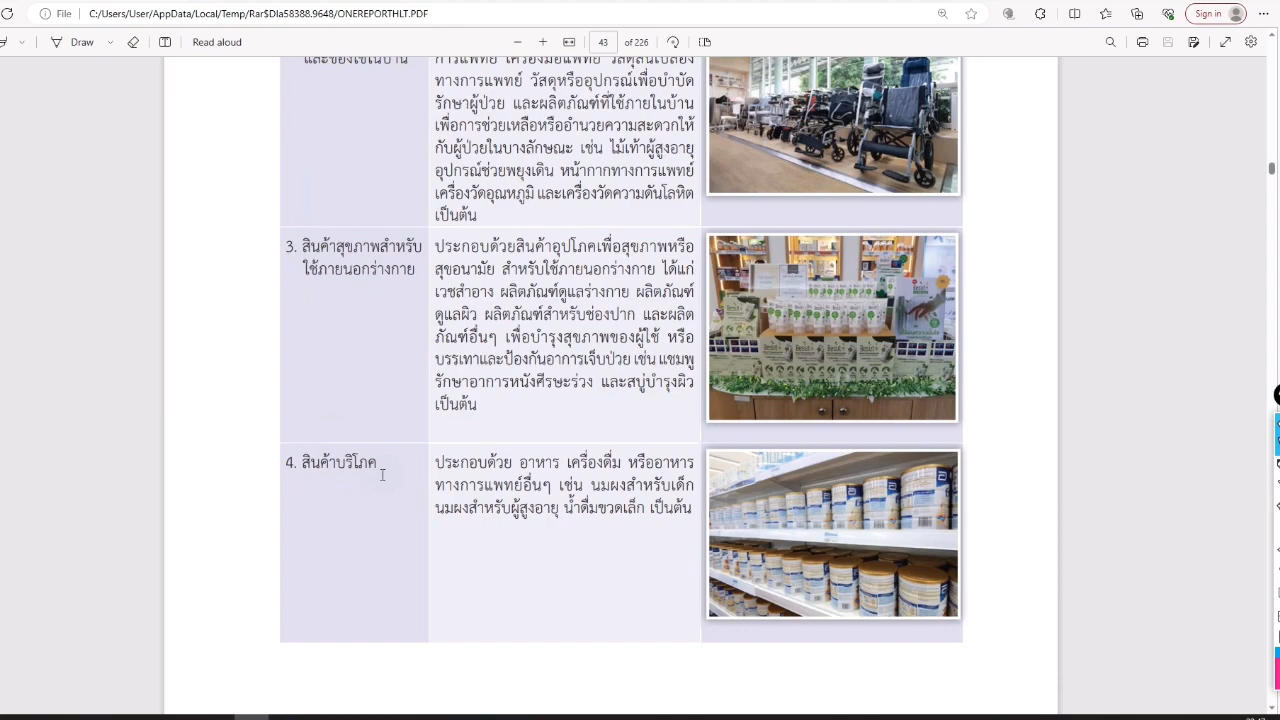 File
C:/Users/User/AppData/Local/Temp/Rar$DIa58388.9648/ONEREPORTHLT.PDF
Sign in
Draw
Read aloud
43
of 226
และของใช้ในบ้าน
การแพทย์ เครื่องมือแพทย์ วัสดุสิ้นเปลือง
ทางการแพทย์ วัสดุหรืออุปกรณ์เพื่อบำบัด
รักษาผู้ป่วย และผลิตภัณฑ์ที่ใช้ภายในบ้าน
เพื่อการช่วยเหลือหรืออำนวยความสะดวกให้
กับผู้ป่วยในบางลักษณะ เช่น ไม้เท้าผู้สูงอายุ
อุปกรณ์ช่วยพยุงเดิน หน้ากากทางการแพทย์
เครื่องวัดอุณหภูมิ และเครื่องวัดความดันโลหิต
เป็นต้น
3. สินค้าสุขภาพสำหรับ
ใช้ภายนอกร่างกาย
ประกอบด้วยสินค้าอุปโภคเพื่อสุขภาพหรือ
สุขอนามัย สำหรับใช้ภายนอกร่างกาย ได้แก่
เวชสำอาง ผลิตภัณฑ์ดูแลร่างกาย ผลิตภัณฑ์
ดูแลผิว ผลิตภัณฑ์สำหรับช่องปาก และผลิต
ภัณฑ์อื่นๆ เพื่อบำรุงสุขภาพของผู้ใช้ หรือ
บรรเทาและป้องกันอาการเจ็บป่วย เช่น แชมพู
รักษาอาการหนังศีรษะร่วง และสบู่บำรุงผิว
เป็นต้น
4. สินค้าบริโภค
ประกอบด้วย อาหาร เครื่องดื่ม หรืออาหาร
ทางการแพทย์อื่นๆ เช่น นมผงสำหรับเด็ก
นมผงสำหรับผู้สูงอายุ น้ำดื่มขวดเล็ก เป็นต้น